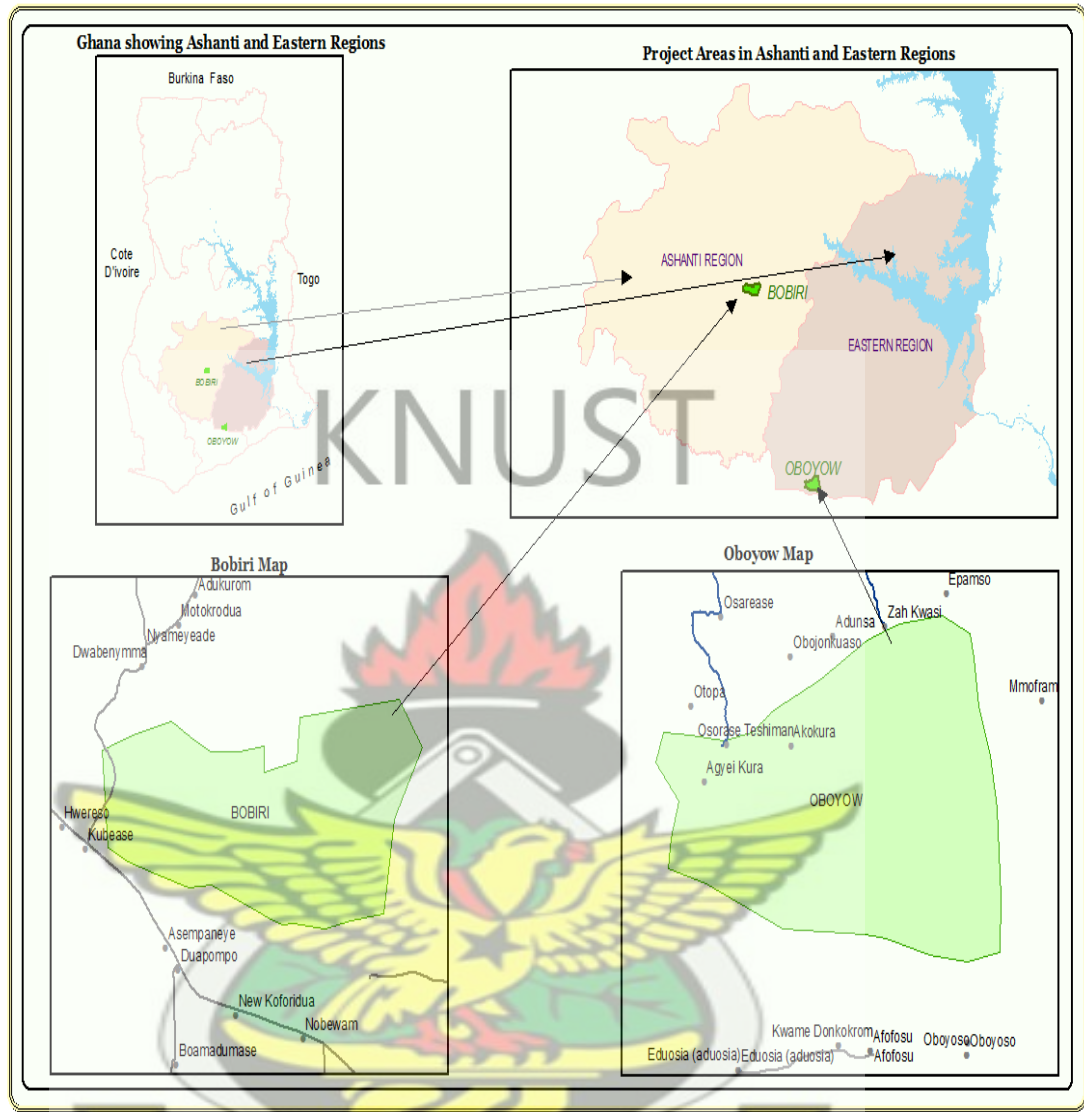 Ghana showing Ashanti and Eastern Regions
Burkina Faso
Cote
D'ivoire
Togo
BOBIRI
OBOYOW
Gulf of Guinea
Project Areas in Ashanti and Eastern Regions
ASHANTI REGION
BOBIRI
EASTERN REGION
OBOYOW
KNUST
Bobiri Map
Adukurom
Motokrodua
Nyameyeade
Dwabenymma
BOBIRI
Hwereso
Kubease
Asempaneye
Duapompo
New Koforidua
Nobewam
Boamadumase
Oboyow Map
Epamso
Osarease
Zah Kwasi
Adunsa
Obojonkuaso
Mmofram
Otopa
Osorase Teshiman
Akokura
Agyei Kura
OBOYOW
Kwame Donkokrom
Afofosu
Oboyoso
Oboyoso
Eduosia (aduosia)
Eduosia (aduosia)
Afofosu